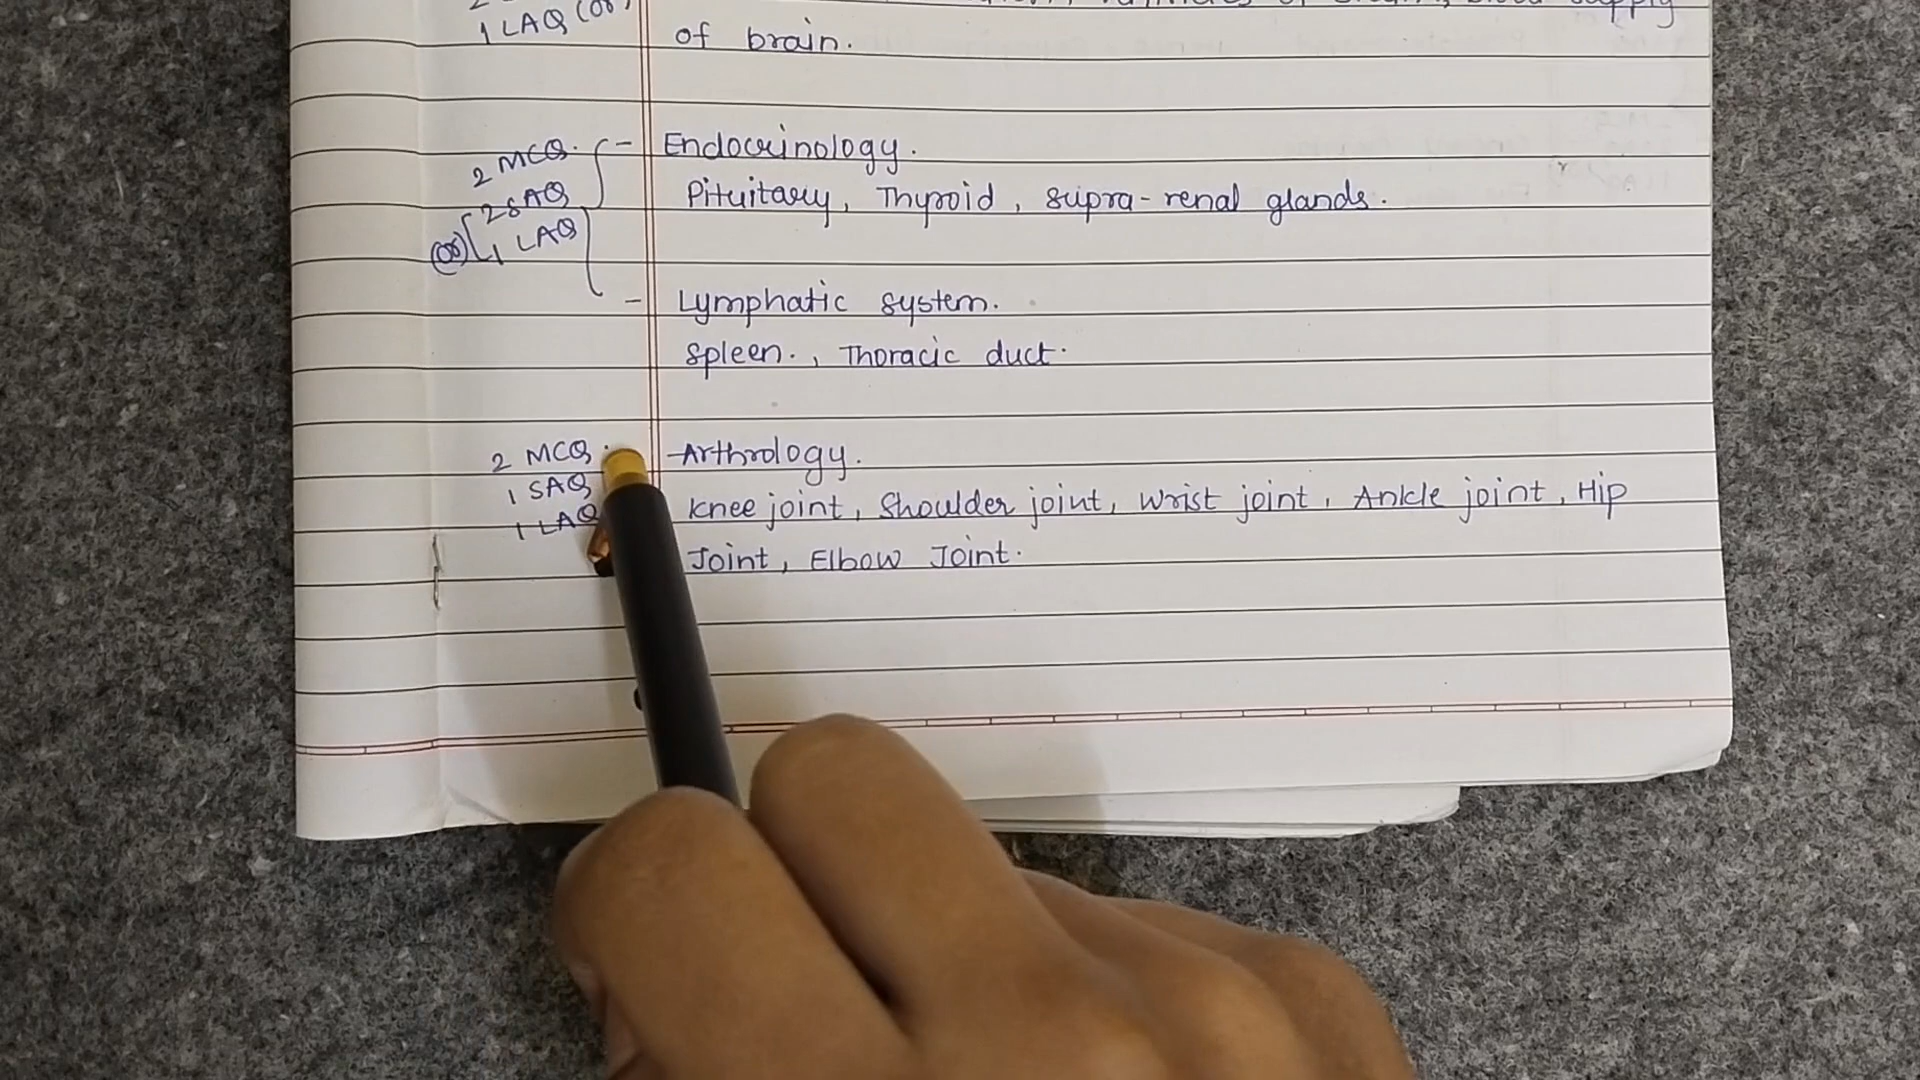 1 LAQ (or)
of brain.
2 MCQ. - Endocrinology.
2 SAQ Pituitary, Thyroid, supra-renal glands.
(or) 1 LAQ
- Lymphatic system.
spleen., Thoracic duct.
2 MCQ. -Arthrology.
1 SAQ knee joint, Shoulder joint, Wrist joint, Ankle joint, Hip
1 LAQ Joint, Elbow Joint.